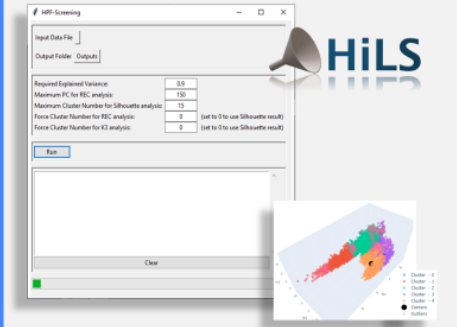 HPF-Screening
Input Data File
Output Folder Outputs
HiLS
Required Explained Variance: 0.9
Maximum PC for REC analysis: 150
Maximum Cluster Number for Silhouette analysis: 15
Force Cluster Number for REC analysis: 0 (set to 0 to use Silhouette result)
Force Cluster Number for K3 analysis: 0 (set to 0 to use Silhouette result)
Run
Clear
Cluster - 1
Cluster - 2
Cluster - 3
Cluster - 4
Centers
Outliers